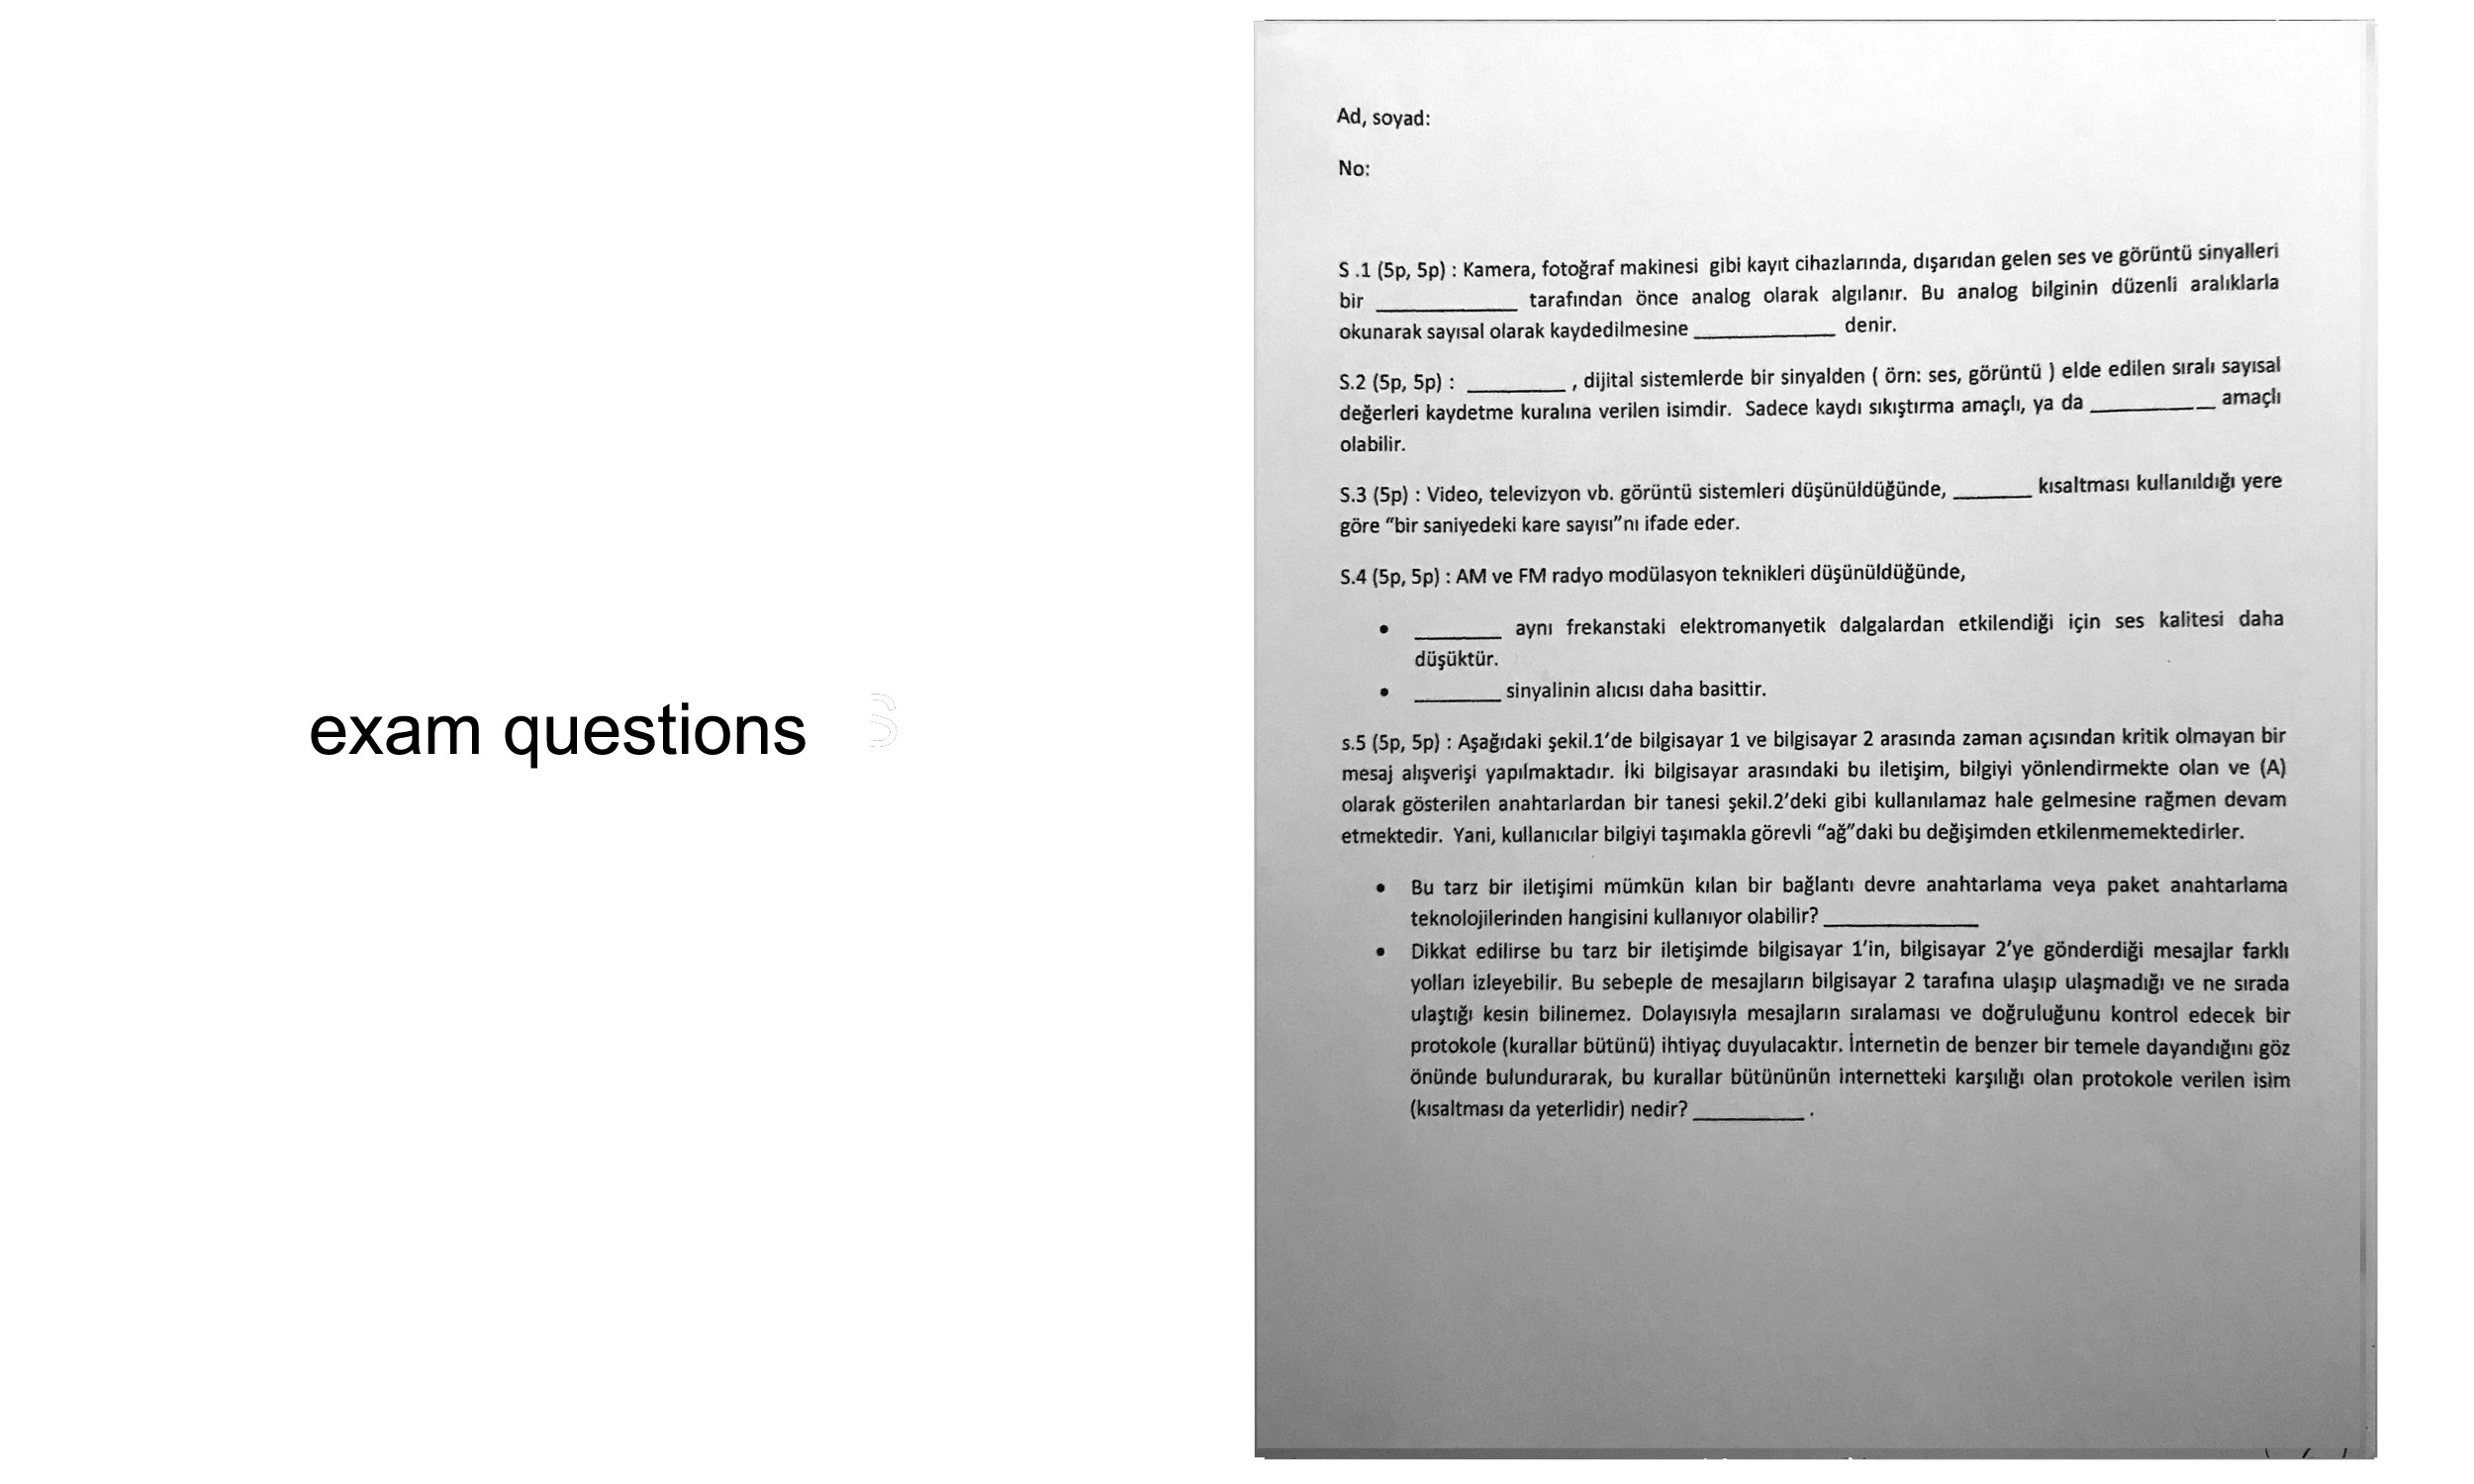 exam questions
Ad, soyad:
No:
S .1 (5p, 5p) : Kamera, fotoğraf makinesi gibi kayıt cihazlarında, dışarıdan gelen ses ve görüntü sinyalleri
bir ____________ tarafından önce analog olarak algılanır. Bu analog bilginin düzenli aralıklarla
okunarak sayısal olarak kaydedilmesine ____________ denir.
S.2 (5p, 5p) : _________ , dijital sistemlerde bir sinyalden ( örn: ses, görüntü ) elde edilen sıralı sayısal
değerleri kaydetme kuralına verilen isimdir. Sadece kaydı sıkıştırma amaçlı, ya da ___________ amaçlı
olabilir.
S.3 (5p) : Video, televizyon vb. görüntü sistemleri düşünüldüğünde, _______ kısaltması kullanıldığı yere
göre “bir saniyedeki kare sayısı”nı ifade eder.
S.4 (5p, 5p) : AM ve FM radyo modülasyon teknikleri düşünüldüğünde,
• ________ aynı frekanstaki elektromanyetik dalgalardan etkilendiği için ses kalitesi daha
düşüktür.
• ________ sinyalinin alıcısı daha basittir.
s.5 (5p, 5p) : Aşağıdaki şekil.1’de bilgisayar 1 ve bilgisayar 2 arasında zaman açısından kritik olmayan bir
mesaj alışverişi yapılmaktadır. İki bilgisayar arasındaki bu iletişim, bilgiyi yönlendirmekte olan ve (A)
olarak gösterilen anahtarlardan bir tanesi şekil.2’deki gibi kullanılamaz hale gelmesine rağmen devam
etmektedir. Yani, kullanıcılar bilgiyi taşımakla görevli “ağ”daki bu değişimden etkilenmemektedirler.
• Bu tarz bir iletişimi mümkün kılan bir bağlantı devre anahtarlama veya paket anahtarlama
teknolojilerinden hangisini kullanıyor olabilir? ______________
• Dikkat edilirse bu tarz bir iletişimde bilgisayar 1’in, bilgisayar 2’ye gönderdiği mesajlar farklı
yolları izleyebilir. Bu sebeple de mesajların bilgisayar 2 tarafına ulaşıp ulaşmadığı ve ne sırada
ulaştığı kesin bilinemez. Dolayısıyla mesajların sıralaması ve doğruluğunu kontrol edecek bir
protokole (kurallar bütünü) ihtiyaç duyulacaktır. İnternetin de benzer bir temele dayandığını göz
önünde bulundurarak, bu kurallar bütününün internetteki karşılığı olan protokole verilen isim
(kısaltması da yeterlidir) nedir? __________ .